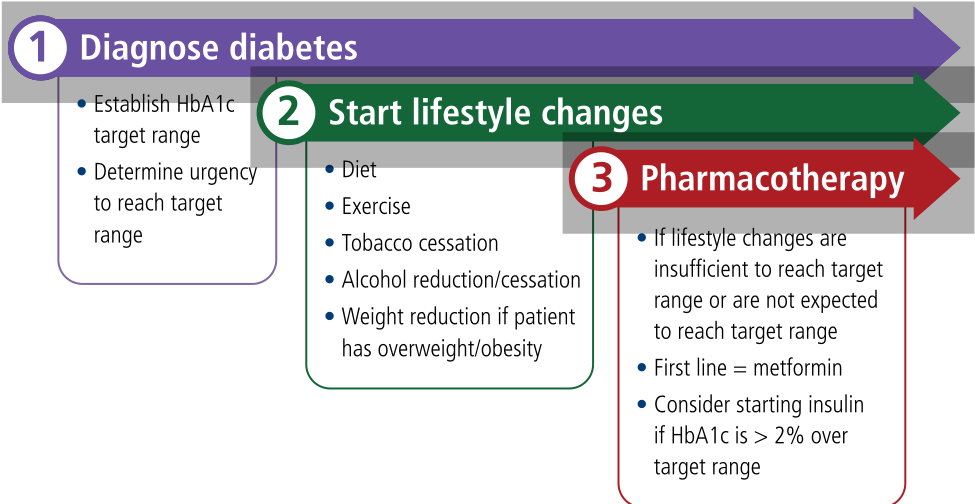 1 Diagnose diabetes
• Establish HbA1c
target range
• Determine urgency
to reach target
range
2 Start lifestyle changes
• Diet
• Exercise
• Tobacco cessation
• Alcohol reduction/cessation
• Weight reduction if patient
has overweight/obesity
3 Pharmacotherapy
• If lifestyle changes are
insufficient to reach target
range or are not expected
to reach target range
• First line = metformin
• Consider starting insulin
if HbA1c is > 2% over
target range